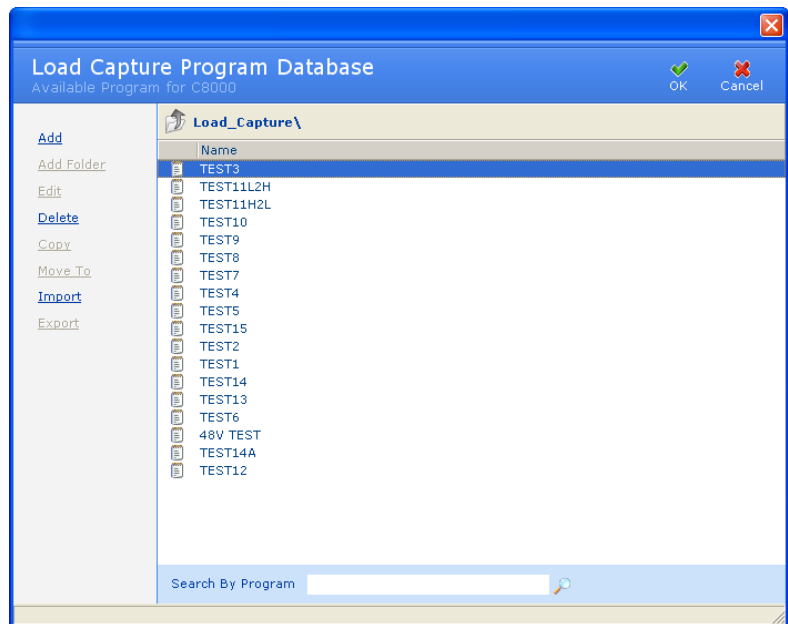 Load Capture Program Database
Available Program for C8000
OK
Cancel
Add
Add Folder
Edit
Delete
Copy
Move To
Import
Export
Load_Capture\
Name
TEST3
TEST11L2H
TEST11H2L
TEST10
TEST9
TEST8
TEST7
TEST4
TEST5
TEST15
TEST2
TEST1
TEST14
TEST13
TEST6
48V TEST
TEST14A
TEST12
Search By Program